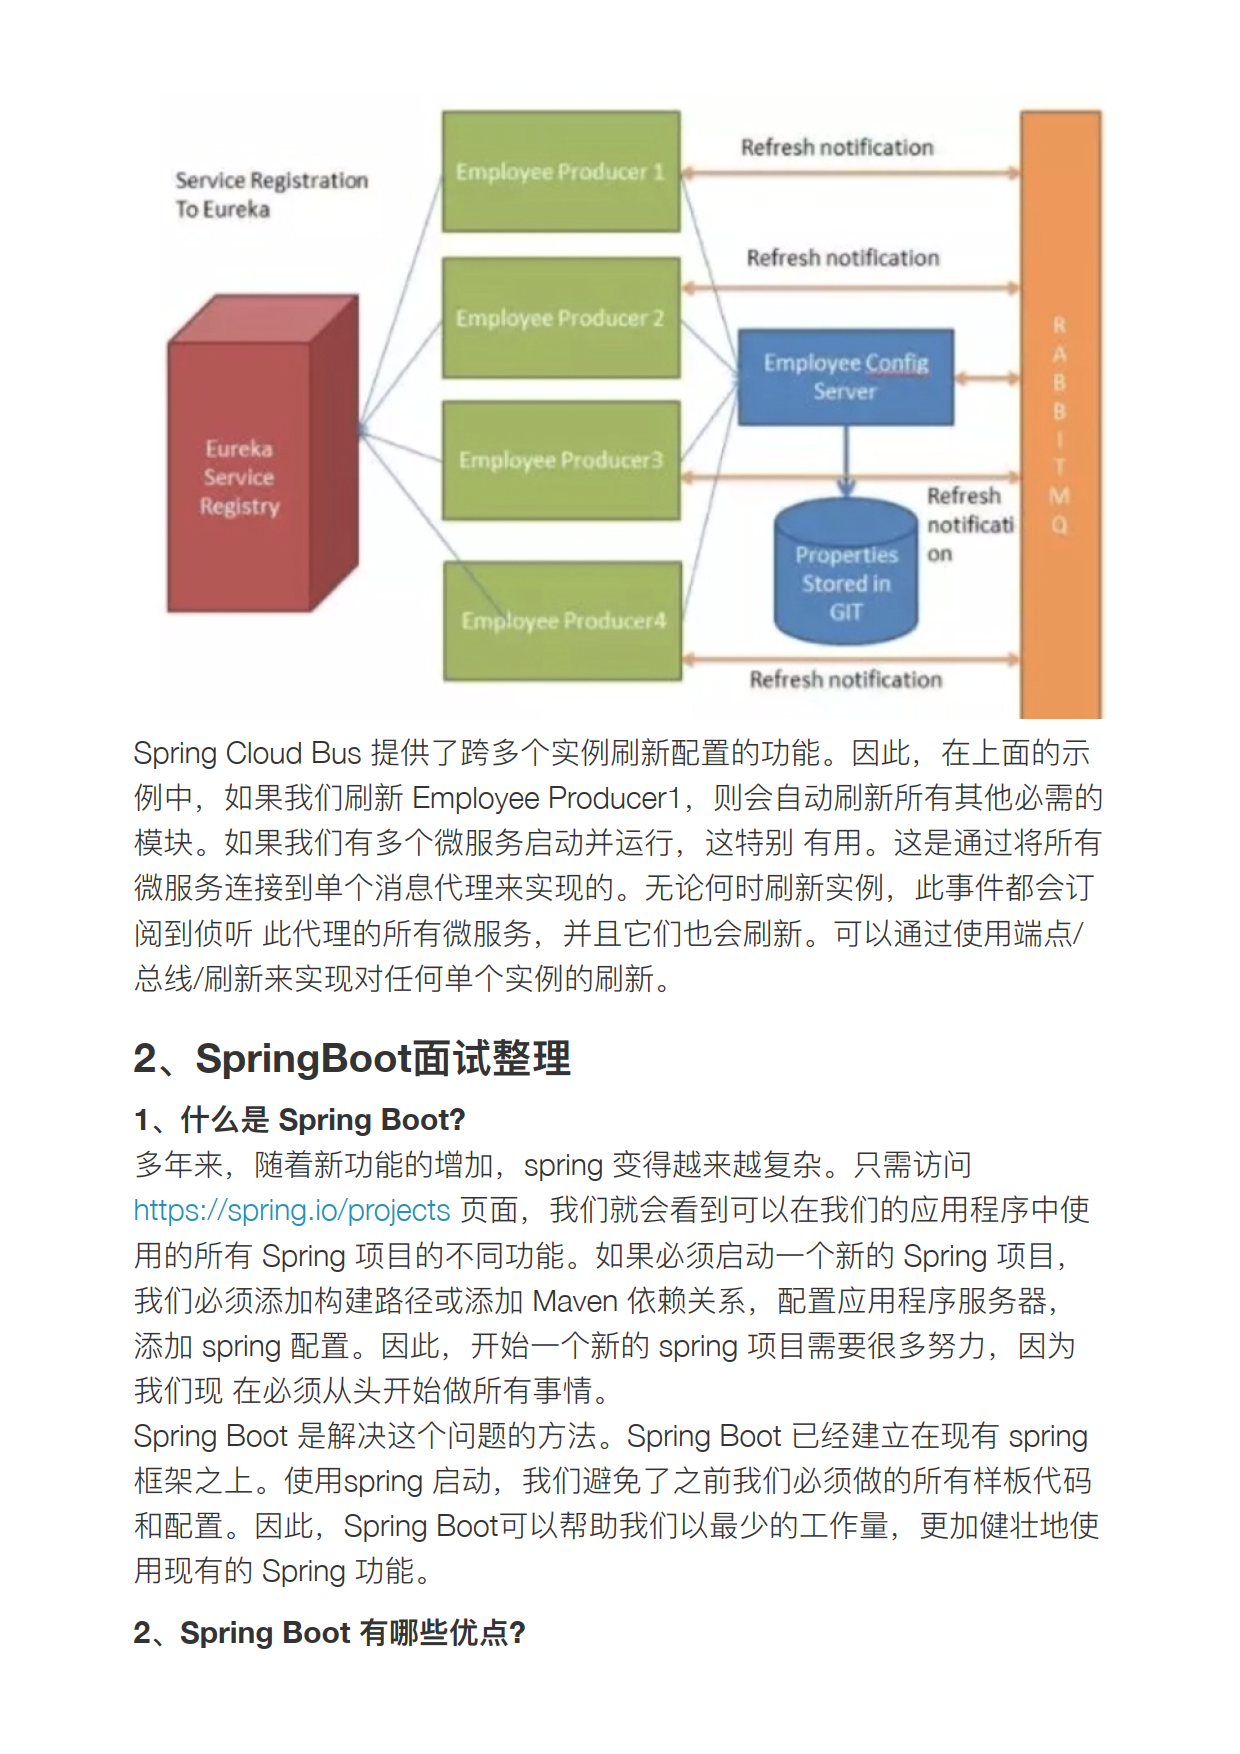 Service Registration
To Eureka
Employee Producer 1
Refresh notification
Refresh notification
Employee Producer 2
Employee Config
Server
Eureka
Service
Registry
Employee Producer3
Refresh
notificati
on
Properties
Stored in
GIT
Employee Producer4
Refresh notification
R
A
B
B
I
T
M
Q
Spring Cloud Bus 提供了跨多个实例刷新配置的功能。因此，在上面的示
例中，如果我们刷新 Employee Producer1，则会自动刷新所有其他必需的
模块。如果我们有多个微服务启动并运行，这特别 有用。这是通过将所有
微服务连接到单个消息代理来实现的。无论何时刷新实例，此事件都会订
阅到侦听 此代理的所有微服务，并且它们也会刷新。可以通过使用端点/
总线/刷新来实现对任何单个实例的刷新。
2、SpringBoot面试整理
1、什么是 Spring Boot?
多年来，随着新功能的增加，spring 变得越来越复杂。只需访问
https://spring.io/projects 页面，我们就会看到可以在我们的应用程序中使
用的所有 Spring 项目的不同功能。如果必须启动一个新的 Spring 项目，
我们必须添加构建路径或添加 Maven 依赖关系，配置应用程序服务器，
添加 spring 配置。因此，开始一个新的 spring 项目需要很多努力，因为
我们现 在必须从头开始做所有事情。
Spring Boot 是解决这个问题的方法。Spring Boot 已经建立在现有 spring
框架之上。使用spring 启动，我们避免了之前我们必须做的所有样板代码
和配置。因此，Spring Boot可以帮助我们以最少的工作量，更加健壮地使
用现有的 Spring 功能。
2、Spring Boot 有哪些优点?